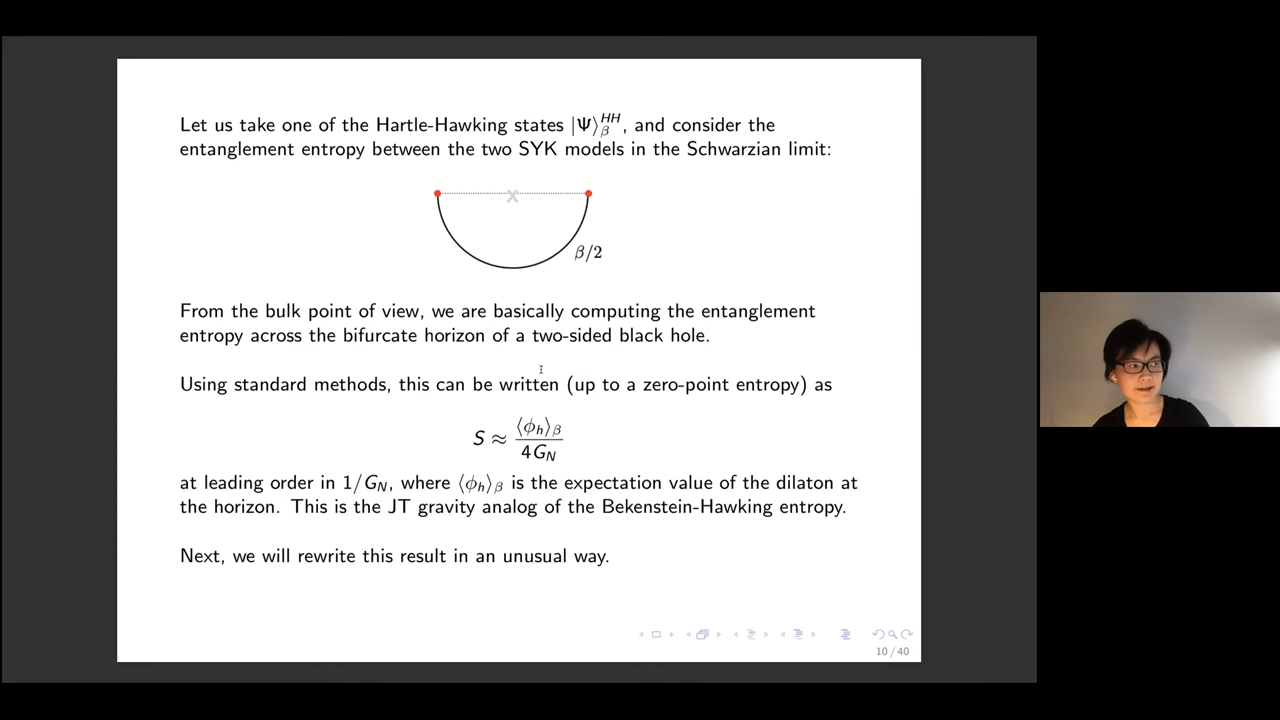 Let us take one of the Hartle-Hawking states |Ψ⟩_β^{HH}, and consider the
entanglement entropy between the two SYK models in the Schwarzian limit:
X
β/2
From the bulk point of view, we are basically computing the entanglement
entropy across the bifurcate horizon of a two-sided black hole.
Using standard methods, this can be written (up to a zero-point entropy) as
S ≈ ⟨ϕ_h⟩_β / 4G_N
at leading order in 1/G_N, where ⟨ϕ_h⟩_β is the expectation value of the dilaton at
the horizon. This is the JT gravity analog of the Bekenstein-Hawking entropy.
Next, we will rewrite this result in an unusual way.
10 / 40